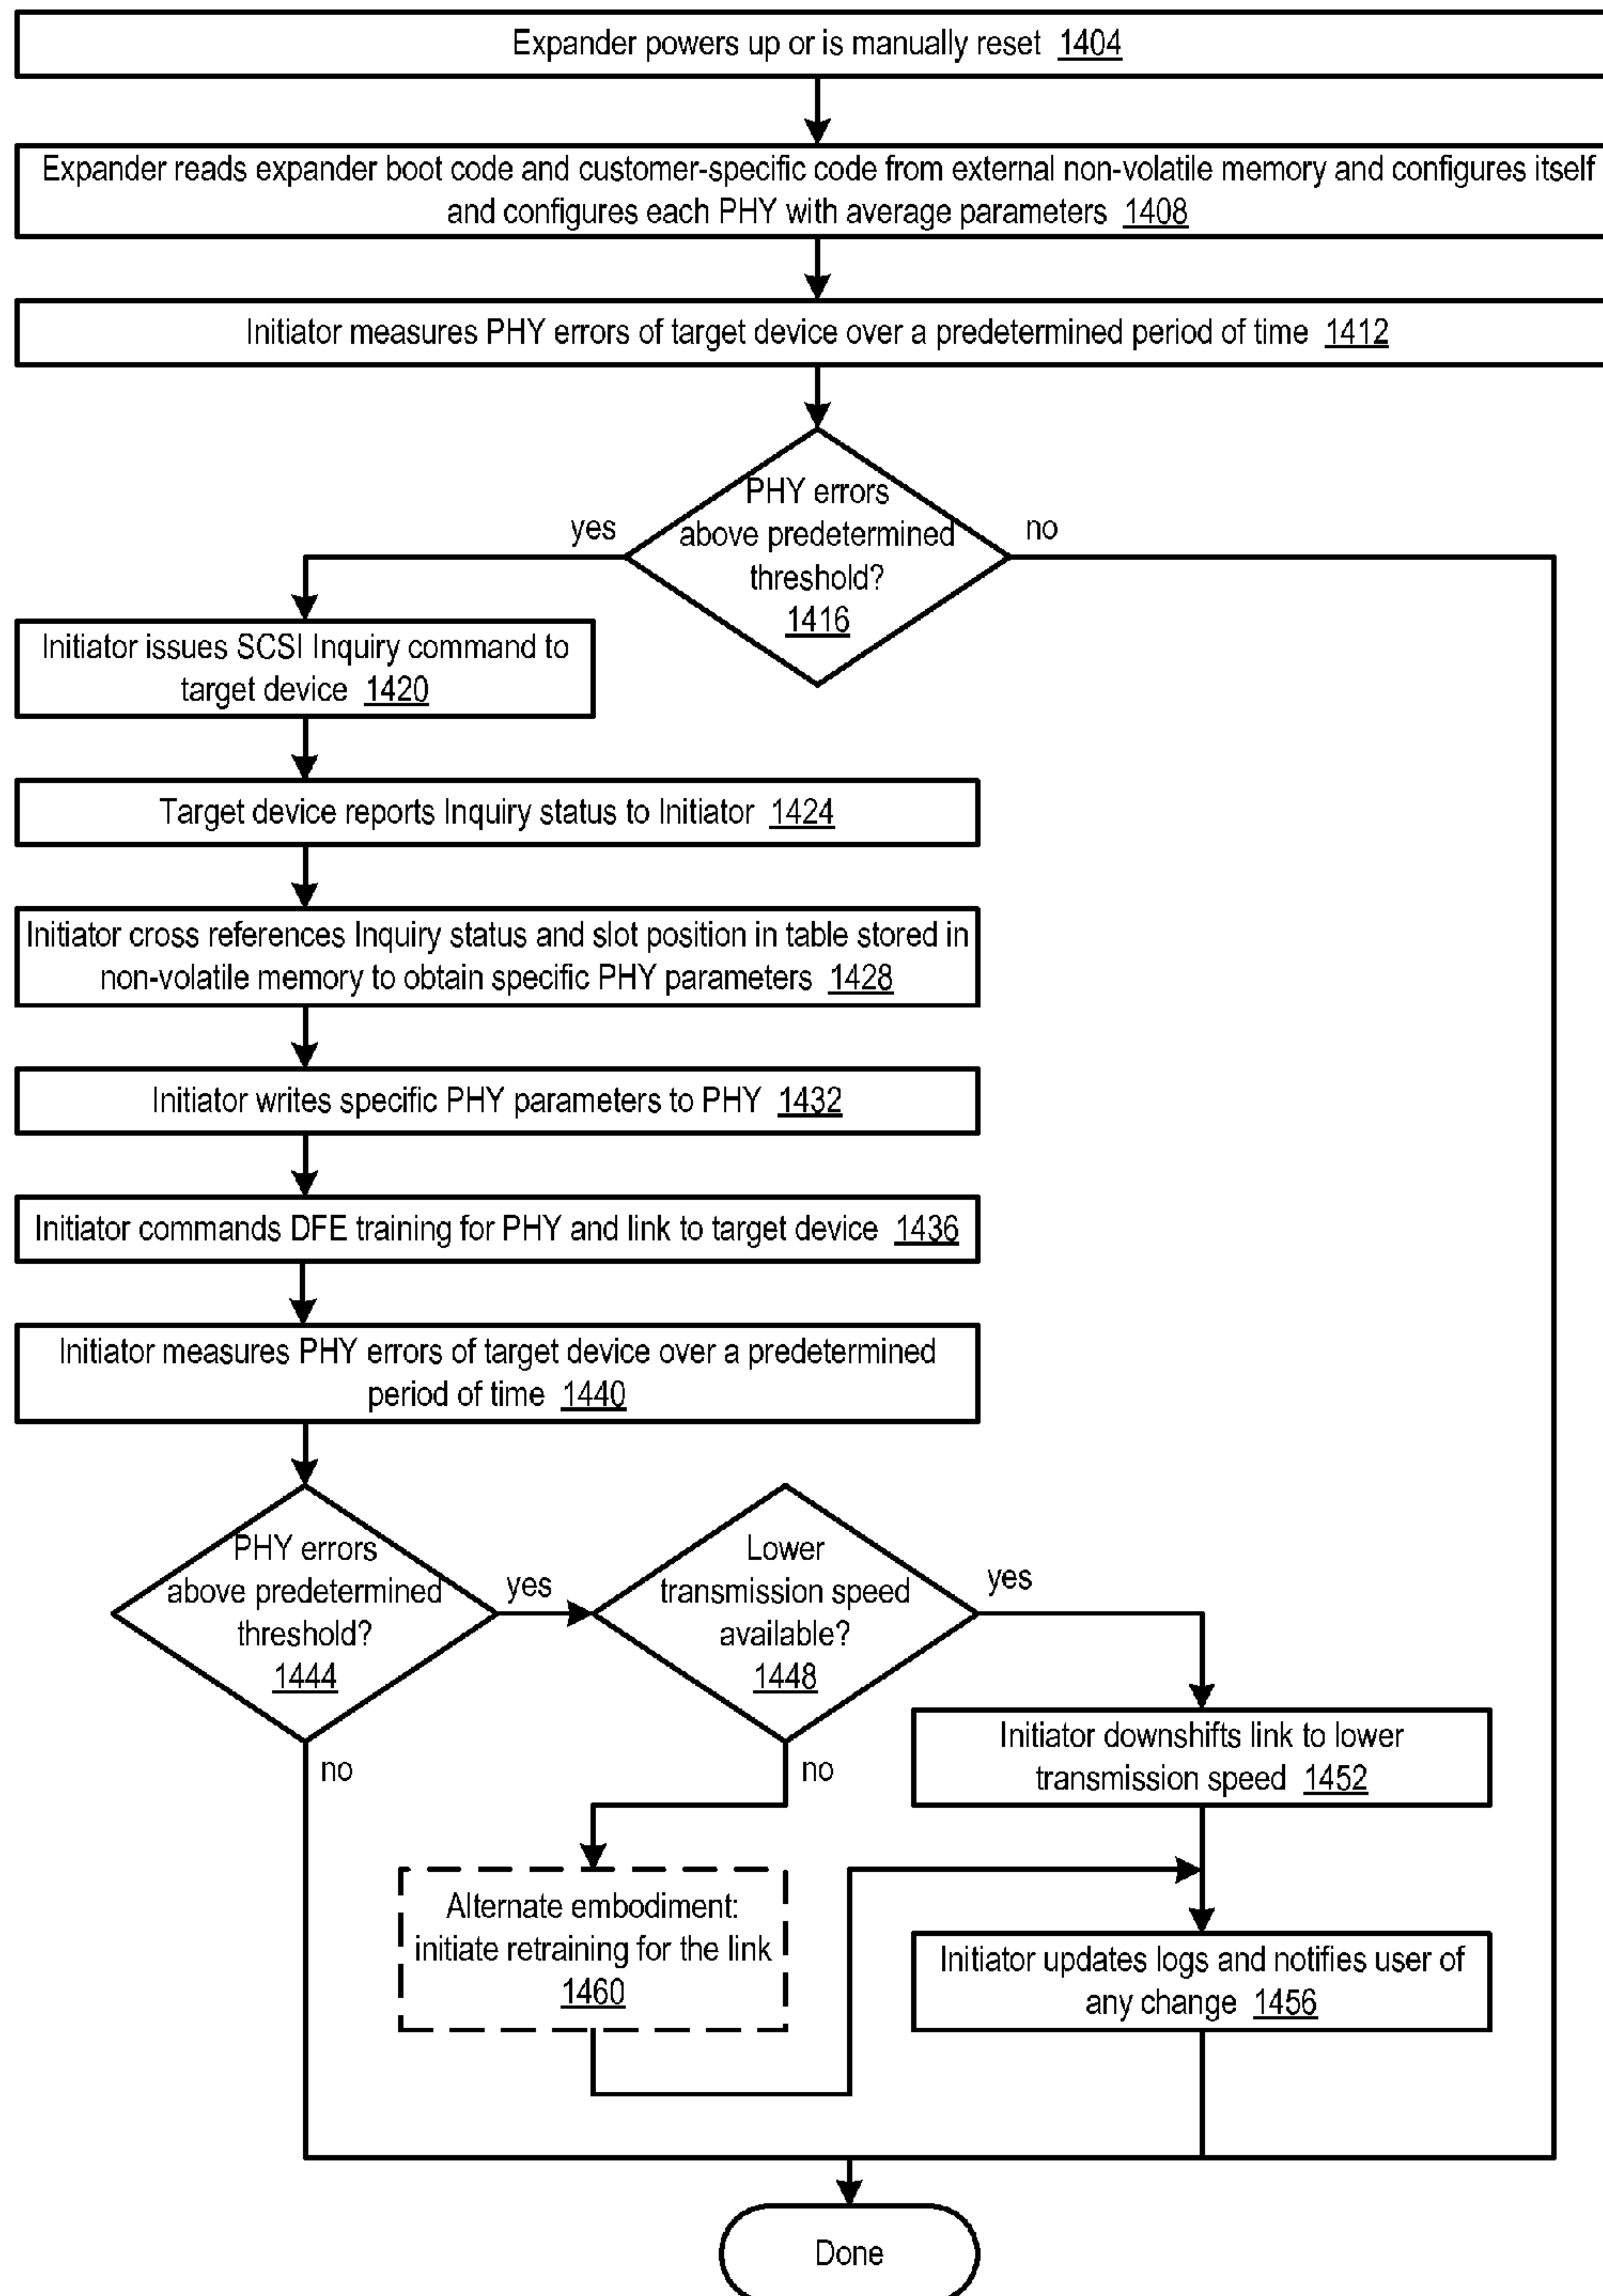 Expander powers up or is manually reset 1404
Expander reads expander boot code and customer-specific code from external non-volatile memory and configures itself
and configures each PHY with average parameters 1408
Initiator measures PHY errors of target device over a predetermined period of time 1412
PHY errors
above predetermined
threshold?
1416
yes
no
Initiator issues SCSI Inquiry command to
target device 1420
Target device reports Inquiry status to Initiator 1424
Initiator cross references Inquiry status and slot position in table stored in
non-volatile memory to obtain specific PHY parameters 1428
Initiator writes specific PHY parameters to PHY 1432
Initiator commands DFE training for PHY and link to target device 1436
Initiator measures PHY errors of target device over a predetermined
period of time 1440
PHY errors
above predetermined
threshold?
1444
yes
no
Lower
transmission speed
available?
1448
yes
no
Initiator downshifts link to lower
transmission speed 1452
Alternate embodiment:
initiate retraining for the link
1460
Initiator updates logs and notifies user of
any change 1456
Done